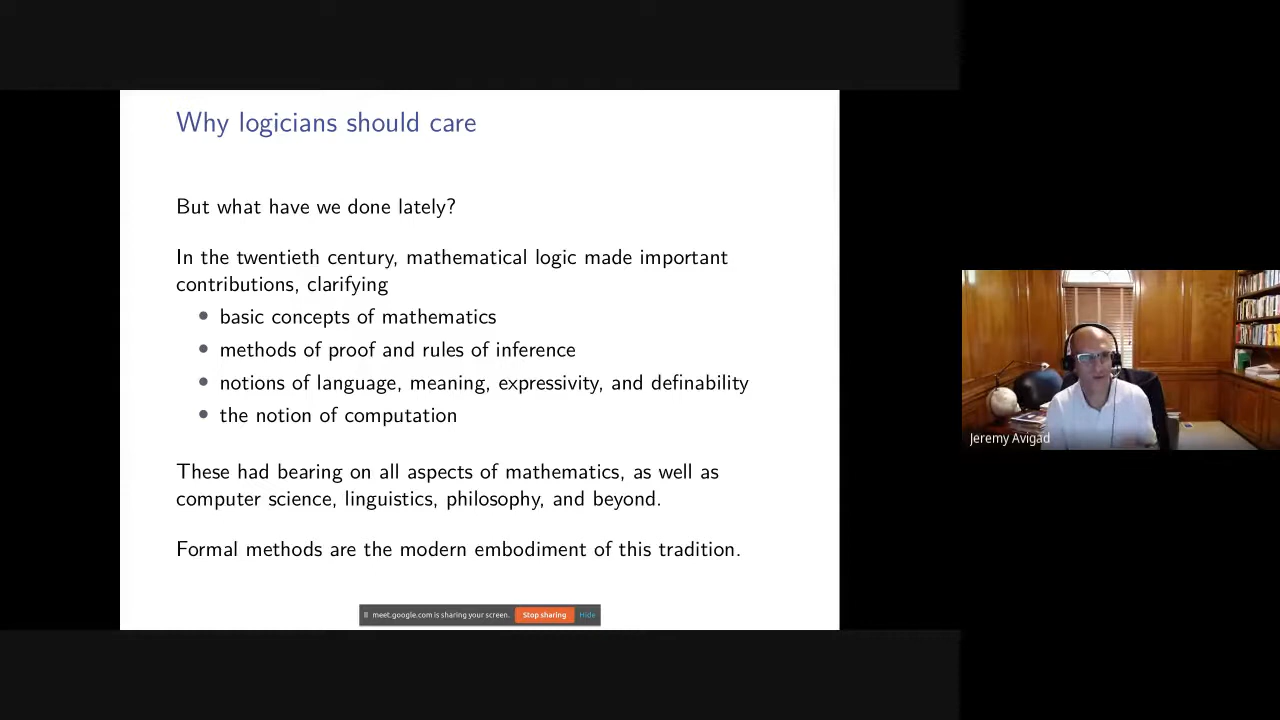 Why logicians should care
But what have we done lately?
In the twentieth century, mathematical logic made important
contributions, clarifying
• basic concepts of mathematics
• methods of proof and rules of inference
• notions of language, meaning, expressivity, and definability
• the notion of computation
These had bearing on all aspects of mathematics, as well as
computer science, linguistics, philosophy, and beyond.
Formal methods are the modern embodiment of this tradition.
meet.google.com is sharing your screen. Stop sharing Hide
Jeremy Avigad